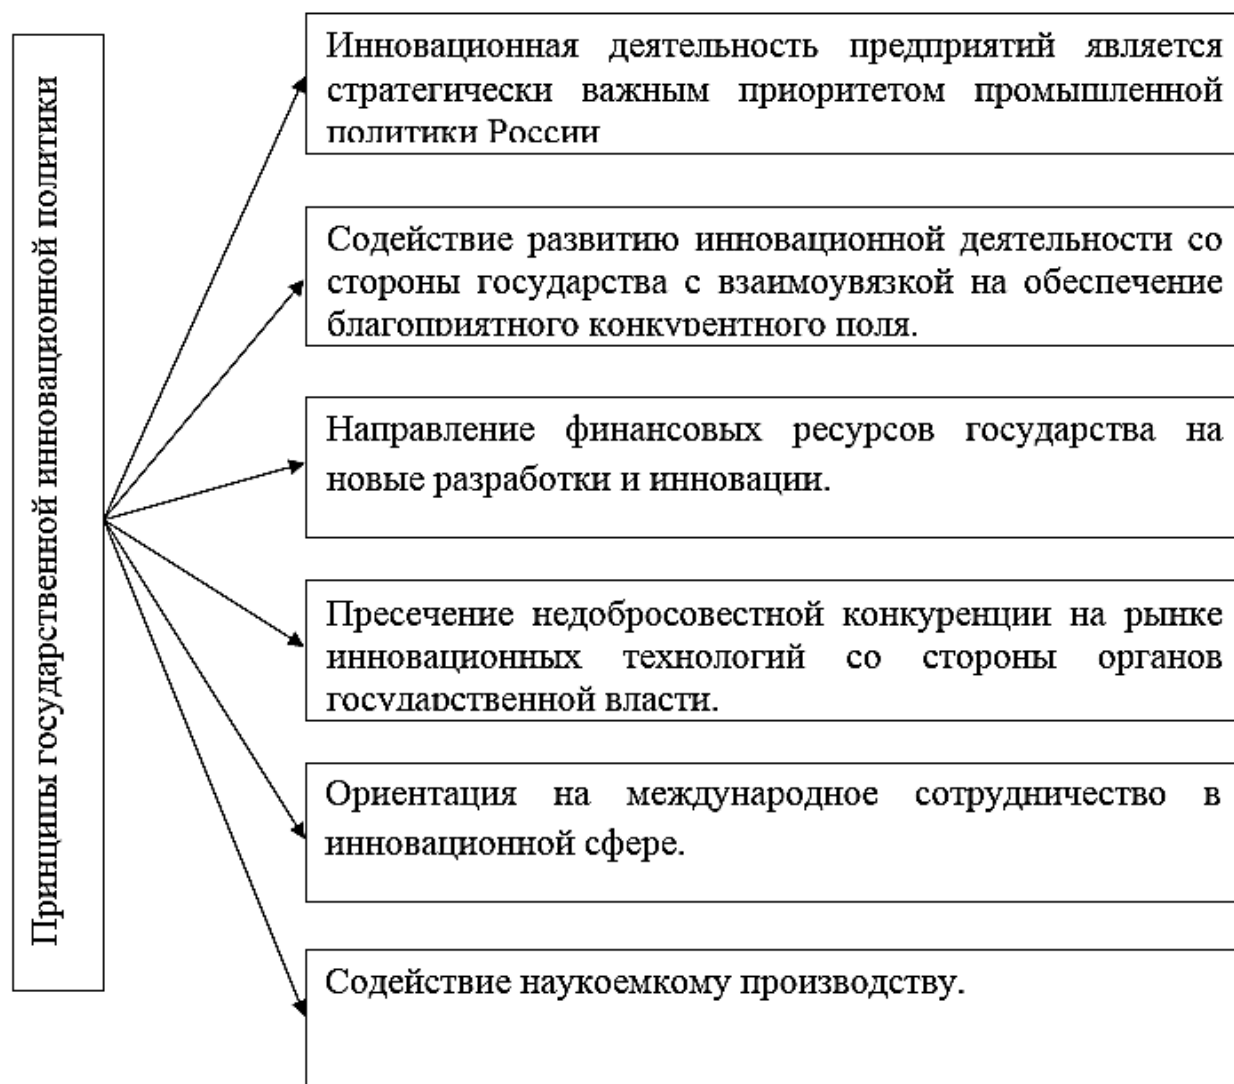 Принципы государственной инновационной политики
Инновационная деятельность предприятий является
стратегически важным приоритетом промышленной
политики России
Содействие развитию инновационной деятельности со
стороны государства с взаимоувязкой на обеспечение
благоприятного конкурентного поля.
Направление финансовых ресурсов государства на
новые разработки и инновации.
Пресечение недобросовестной конкуренции на рынке
инновационных технологий со стороны органов
государственной власти.
Ориентация на международное сотрудничество в
инновационной сфере.
Содействие наукоемкому производству.